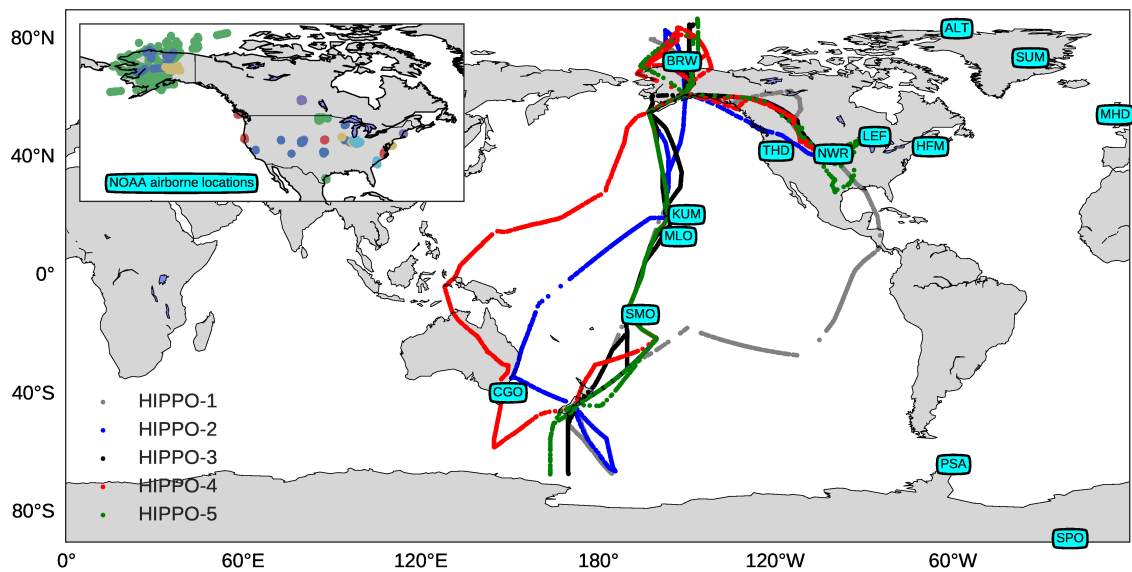 80°N
40°N
0°
40°S
80°S
0°
60°E
120°E
180°
120°W
60°W
NOAA airborne locations
ALT
SUM
BRW
MHD
LEF
HFM
THD
NWR
KUM
MLO
SMO
CGO
PSA
SPO
HIPPO-1
HIPPO-2
HIPPO-3
HIPPO-4
HIPPO-5